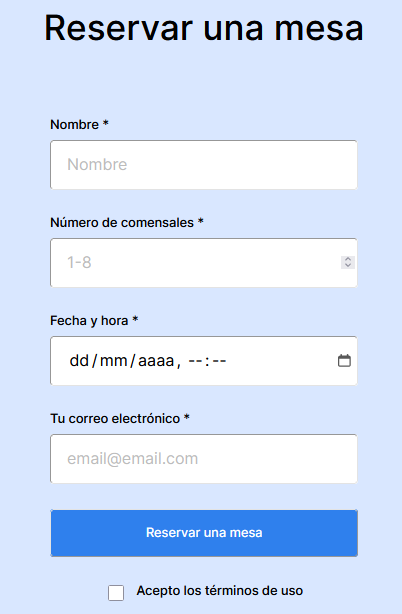 Reservar una mesa
Nombre *
Nombre
Número de comensales *
1-8
Fecha y hora *
dd/mm/aaaa, --:--
Tu correo electrónico *
email@email.com
Reservar una mesa
Acepto los términos de uso